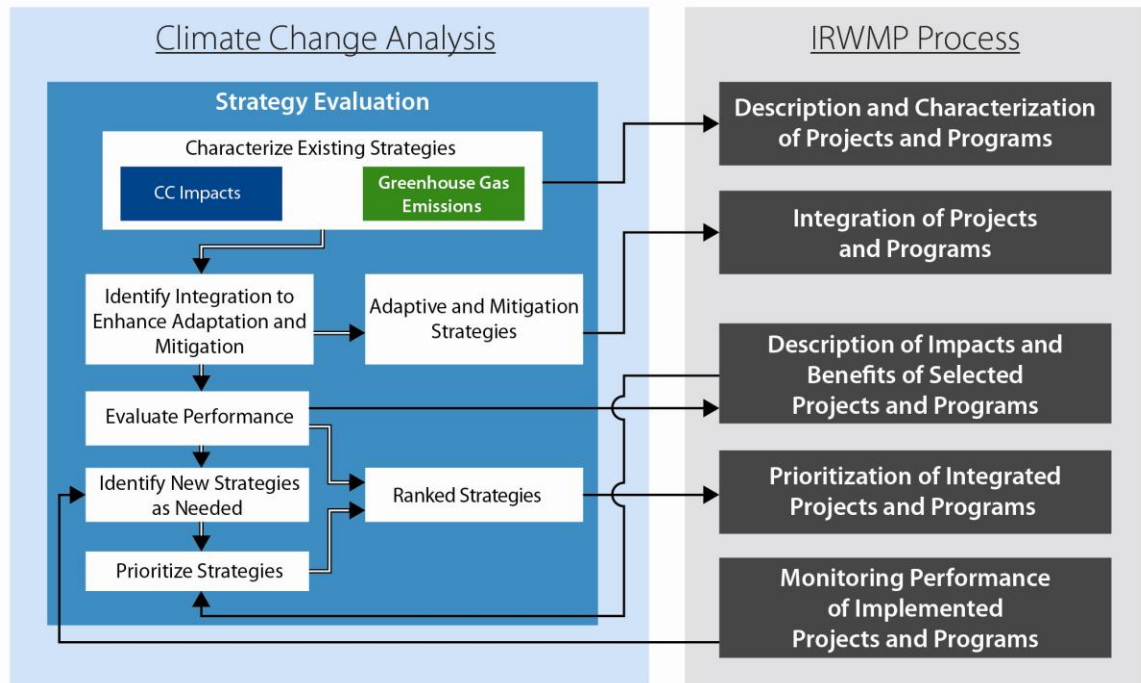 Climate Change Analysis
Strategy Evaluation
Characterize Existing Strategies
CC Impacts
Greenhouse Gas
Emissions
Identify Integration to
Enhance Adaptation and
Mitigation
Adaptive and Mitigation
Strategies
Evaluate Performance
Identify New Strategies
as Needed
Ranked Strategies
Prioritize Strategies
IRWMP Process
Description and Characterization
of Projects and Programs
Integration of Projects
and Programs
Description of Impacts and
Benefits of Selected
Projects and Programs
Prioritization of Integrated
Projects and Programs
Monitoring Performance
of Implemented
Projects and Programs